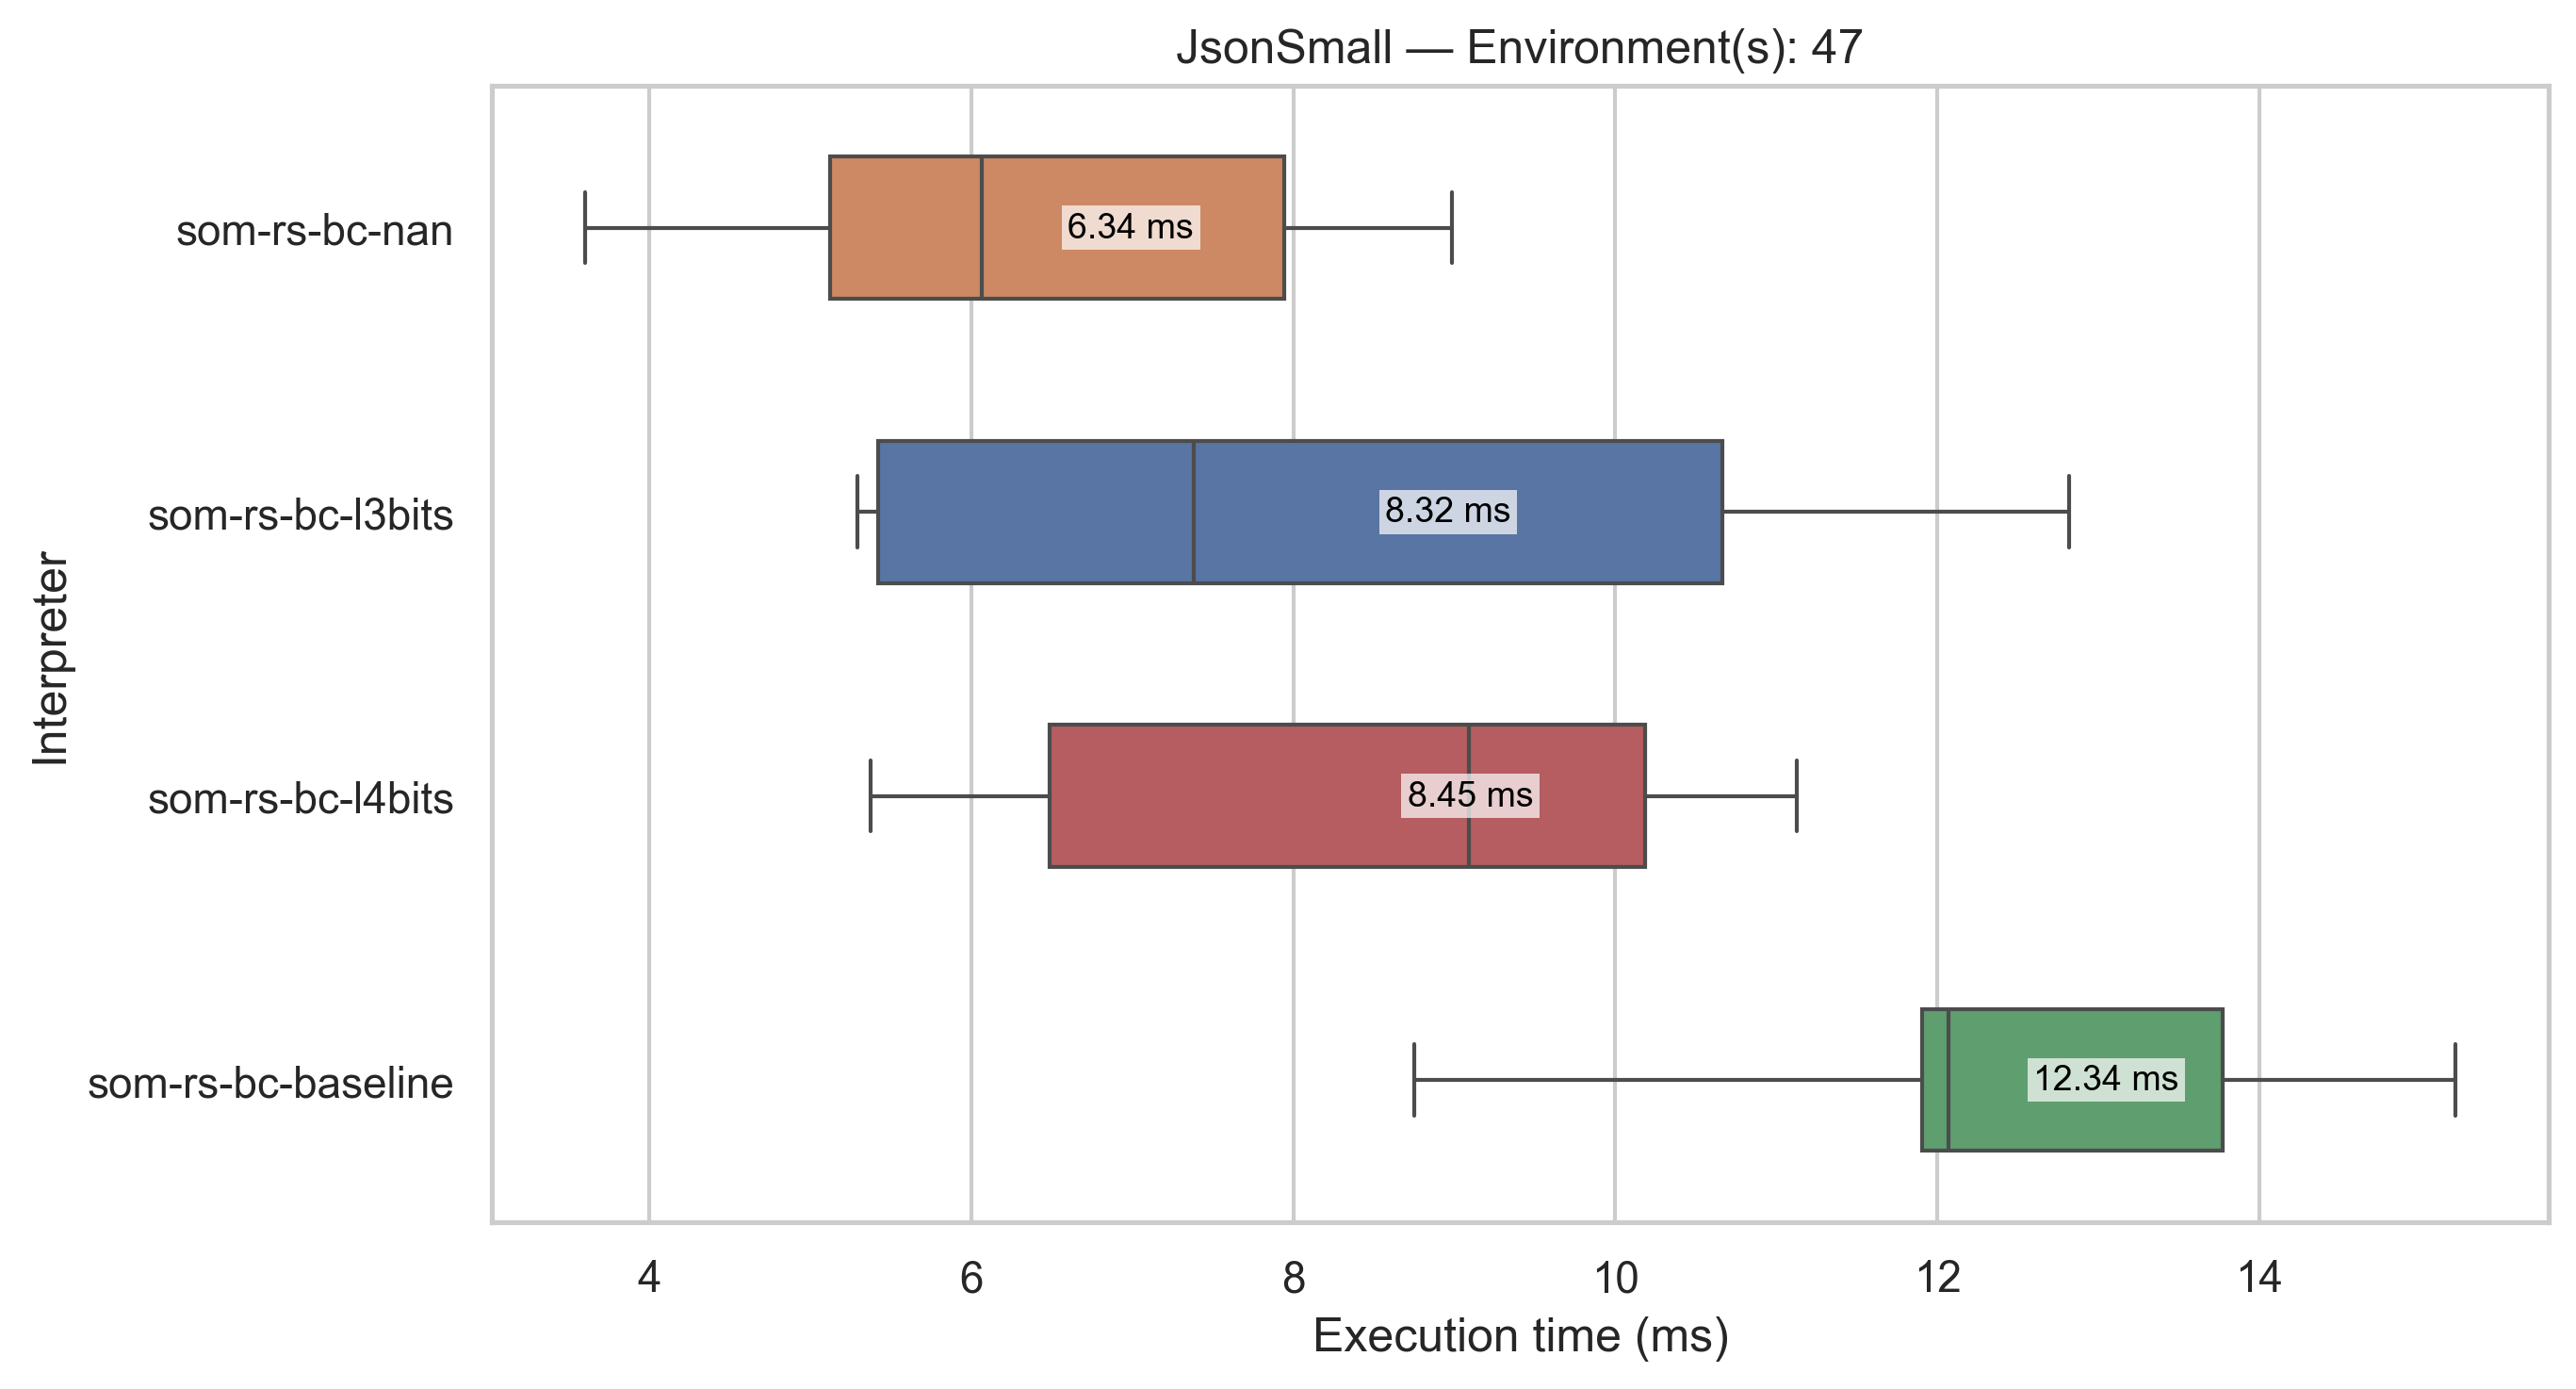 JsonSmall — Environment(s): 47
Interpreter
som-rs-bc-nan
6.34 ms
som-rs-bc-l3bits
8.32 ms
som-rs-bc-l4bits
8.45 ms
som-rs-bc-baseline
12.34 ms
4 6 8 10 12 14
Execution time (ms)